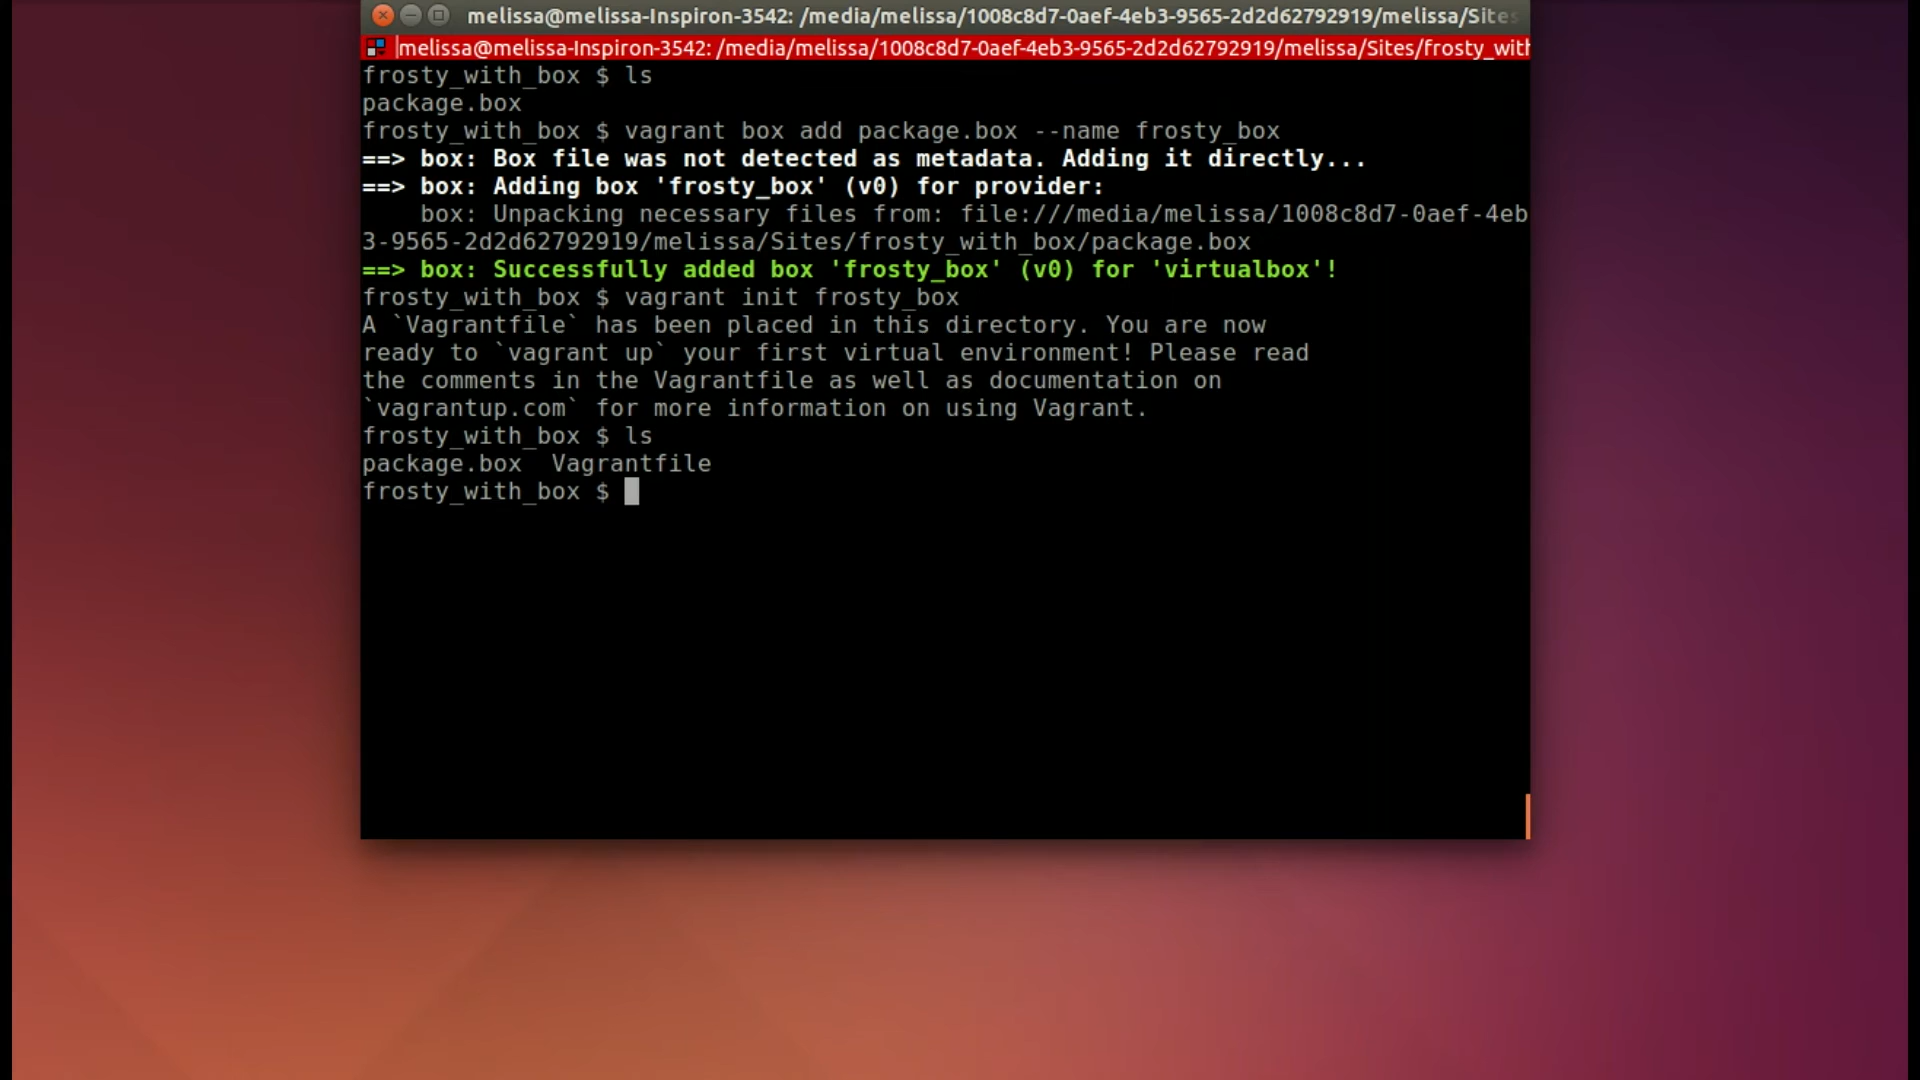 melissa@melissa-Inspiron-3542: /media/melissa/1008c8d7-0aef-4eb3-9565-2d2d62792919/melissa/Sites
melissa@melissa-Inspiron-3542: /media/melissa/1008c8d7-0aef-4eb3-9565-2d2d62792919/melissa/Sites/frosty_with
frosty_with_box $ ls
package.box
frosty_with_box $ vagrant box add package.box --name frosty_box
==> box: Box file was not detected as metadata. Adding it directly...
==> box: Adding box 'frosty_box' (v0) for provider:
    box: Unpacking necessary files from: file:///media/melissa/1008c8d7-0aef-4eb
3-9565-2d2d62792919/melissa/Sites/frosty_with_box/package.box
==> box: Successfully added box 'frosty_box' (v0) for 'virtualbox'!
frosty_with_box $ vagrant init frosty_box
A `Vagrantfile` has been placed in this directory. You are now
ready to `vagrant up` your first virtual environment! Please read
the comments in the Vagrantfile as well as documentation on
`vagrantup.com` for more information on using Vagrant.
frosty_with_box $ ls
package.box  Vagrantfile
frosty_with_box $